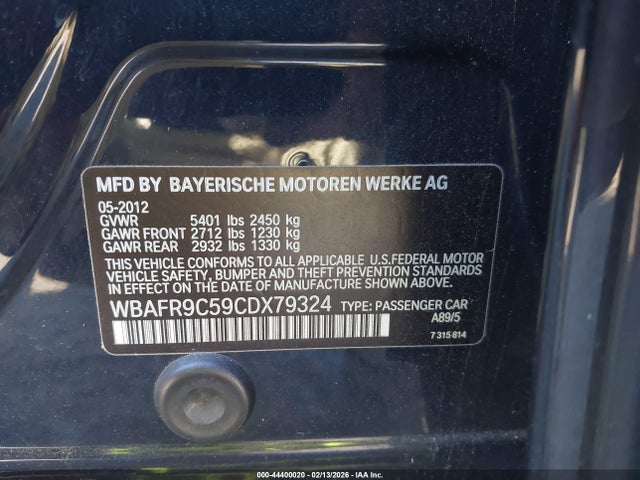 MFD BY BAYERISCHE MOTOREN WERKE AG
05-2012
GVWR 5401 lbs 2450 kg
GAWR FRONT 2712 lbs 1230 kg
GAWR REAR 2932 lbs 1330 kg
THIS VEHICLE CONFORMS TO ALL APPLICABLE U.S.FEDERAL MOTOR
VEHICLE SAFETY, BUMPER AND THEFT PREVENTION STANDARDS
IN EFFECT ON THE DATE OF MANUFACTURE SHOWN ABOVE.
WBAFR9C59CDX79324 TYPE: PASSENGER CAR
A89/5
7 315 814
000-44400020 - 02/13/2026 - IAA Inc.